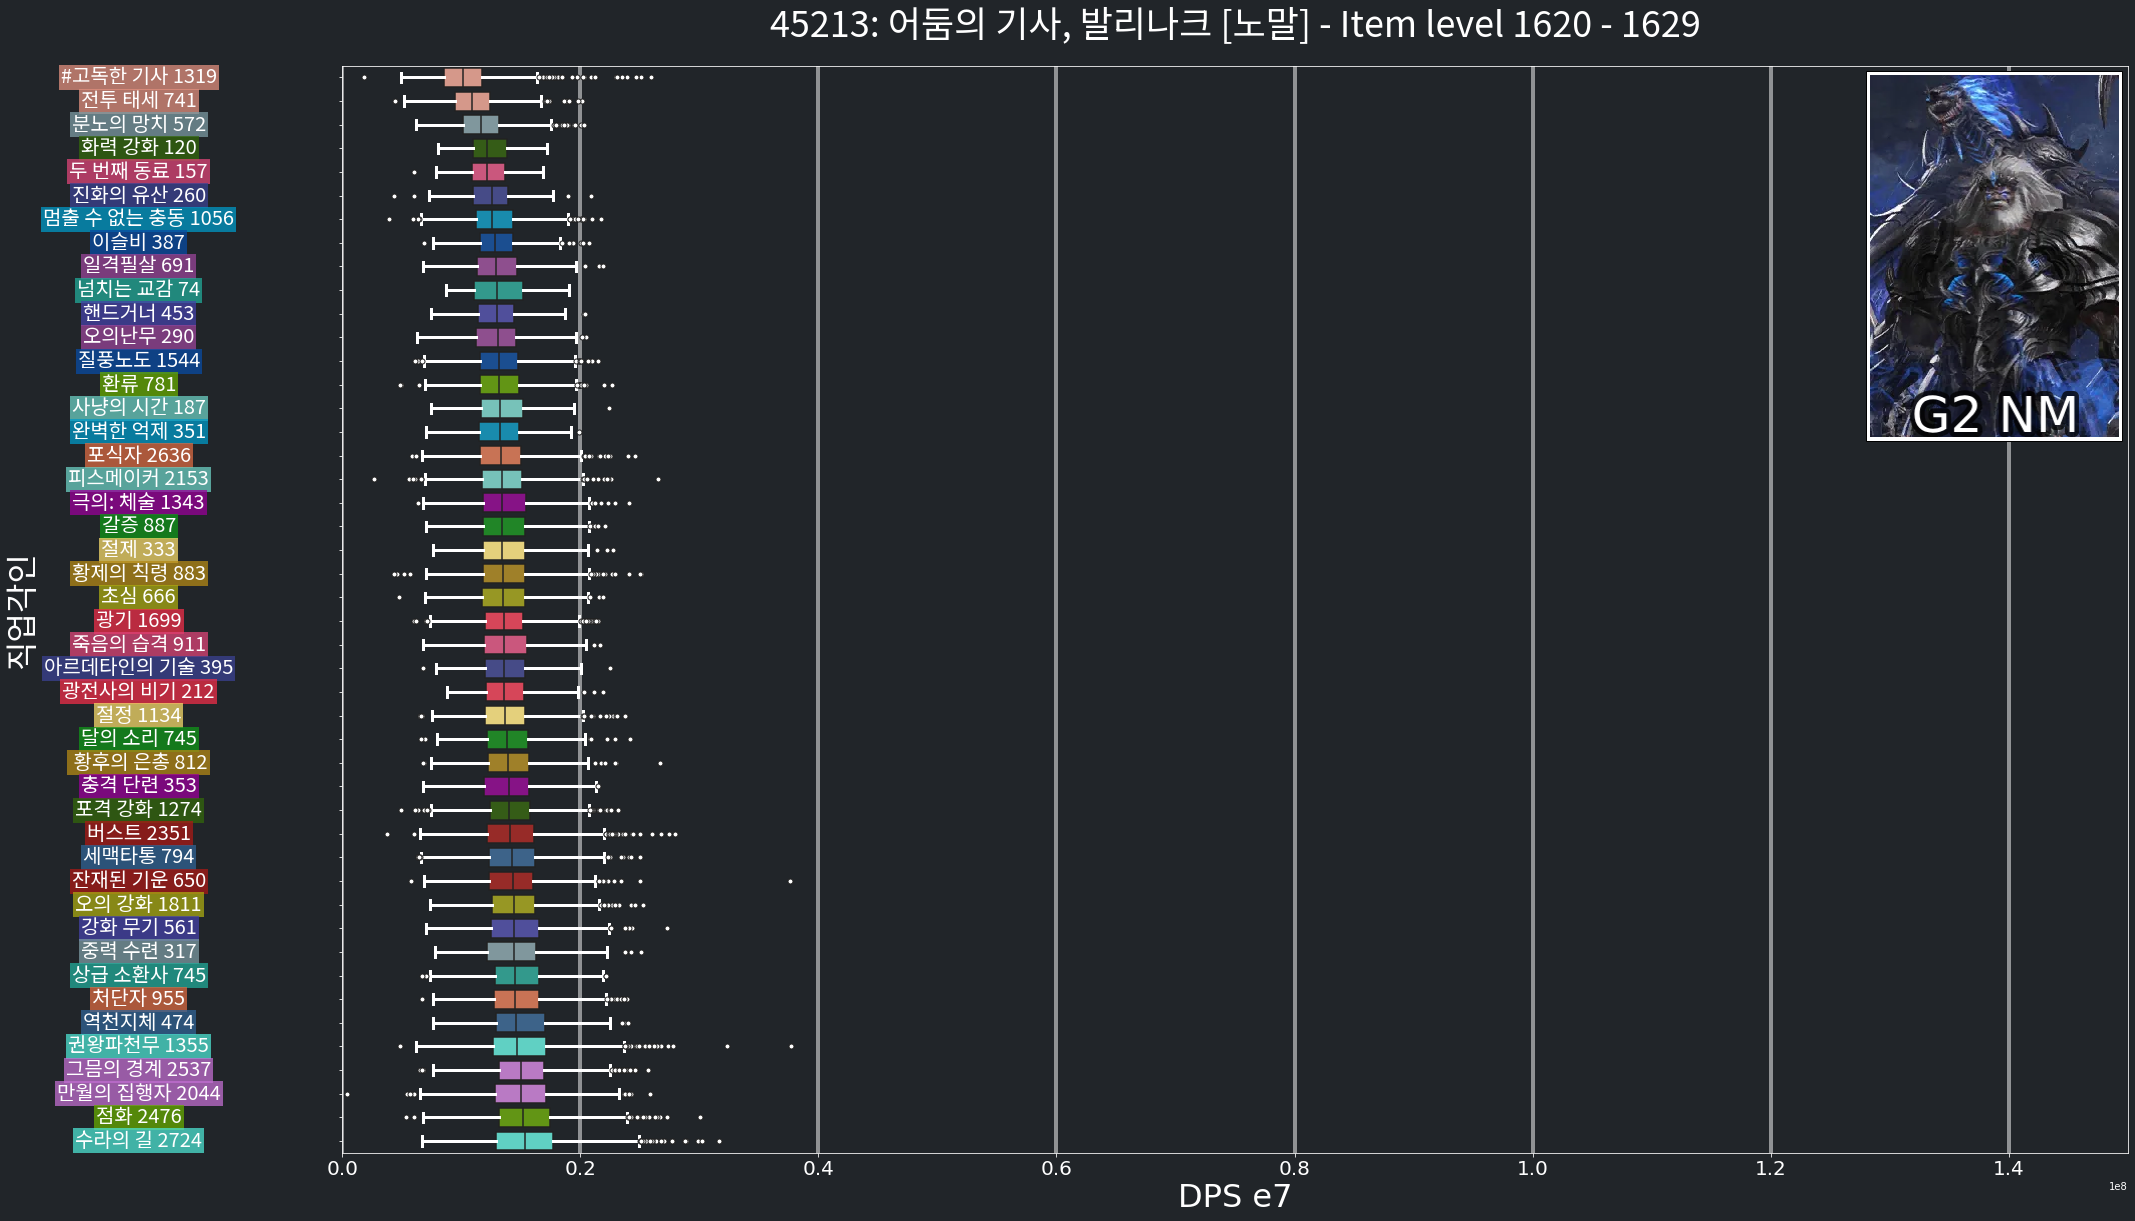 45213: 어둠의 기사, 발리나크 [노말] - Item level 1620 - 1629
#고독한 기사 1319
전투 태세 741
분노의 망치 572
화력 강화 120
두 번째 동료 157
진화의 유산 260
멈출 수 없는 충동 1056
이슬비 387
일격필살 691
넘치는 교감 74
핸드거너 453
오의난무 290
질풍노도 1544
환류 781
사냥의 시간 187
완벽한 억제 351
포식자 2636
피스메이커 2153
극의: 체술 1343
갈증 887
절제 333
황제의 칙령 883
초심 666
광기 1699
죽음의 습격 911
아르데타인의 기술 395
광전사의 비기 212
절정 1134
달의 소리 745
황후의 은총 812
충격 단련 353
포격 강화 1274
버스트 2351
세맥타통 794
잔재된 기운 650
오의 강화 1811
강화 무기 561
중력 수련 317
상급 소환사 745
처단자 955
역천지체 474
권왕파천무 1355
그믐의 경계 2537
만월의 집행자 2044
점화 2476
수라의 길 2724
직업각인
G2 NM
0.0 0.2 0.4 0.6 0.8 1.0 1.2 1.4
1e8
DPS e7